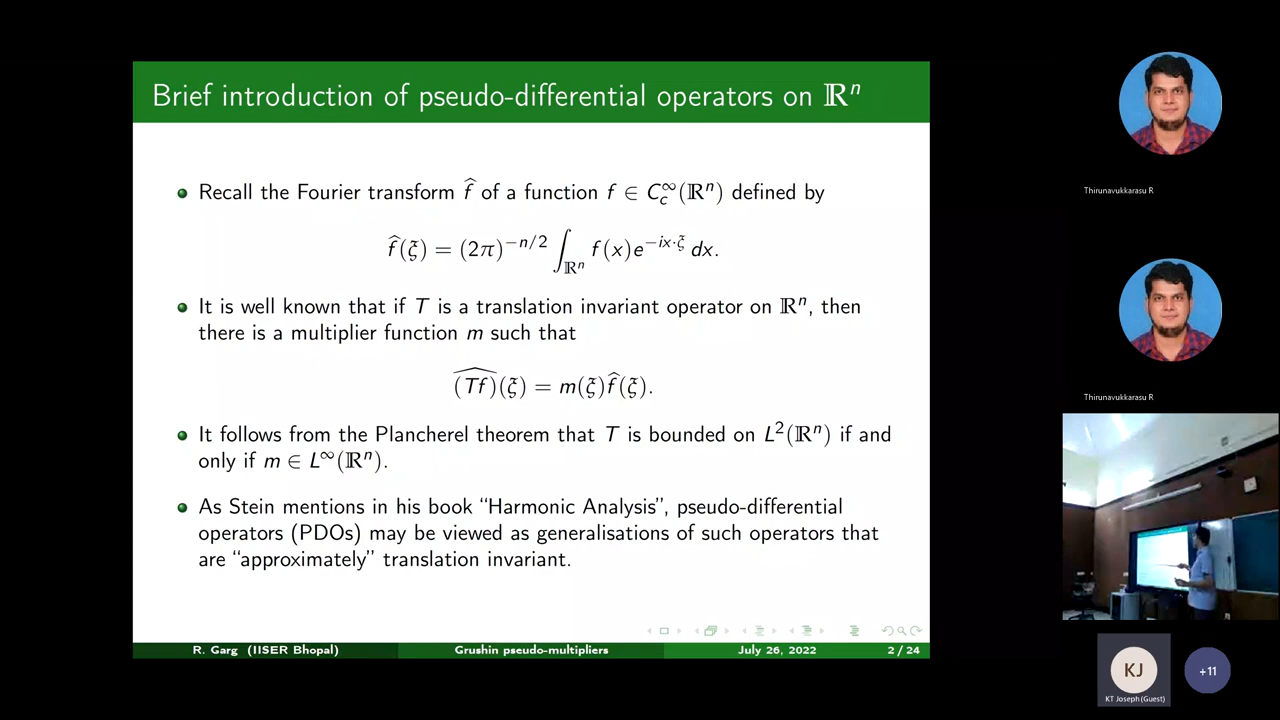 Brief introduction of pseudo-differential operators on ℝⁿ
Recall the Fourier transform f̂ of a function f ∈ C_c^∞(ℝⁿ) defined by
f̂(ξ) = (2π)^{−n/2} ∫_{ℝⁿ} f(x)e^{−ix·ξ} dx.
It is well known that if T is a translation invariant operator on ℝⁿ, then
there is a multiplier function m such that
\widehat{(Tf)}(ξ) = m(ξ)f̂(ξ).
It follows from the Plancherel theorem that T is bounded on L²(ℝⁿ) if and
only if m ∈ L^∞(ℝⁿ).
As Stein mentions in his book “Harmonic Analysis”, pseudo-differential
operators (PDOs) may be viewed as generalisations of such operators that
are “approximately” translation invariant.
R. Garg (IISER Bhopal) Grushin pseudo-multipliers July 26, 2022 2 / 24
Thirunavukkarasu R
Thirunavukkarasu R
KJ +11
KT Joseph (Guest)